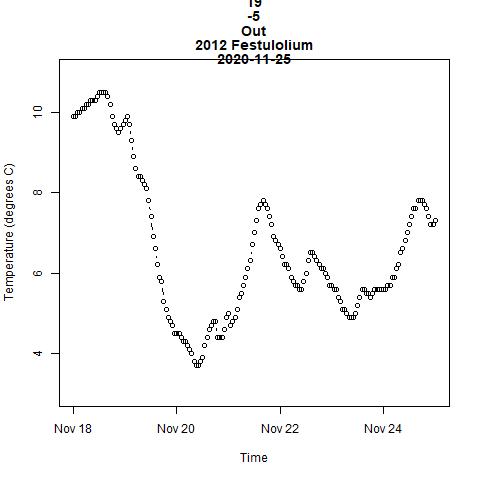 19
-5
Out
2012 Festulolium
2020-11-25
Temperature (degrees C)
10
8
6
4
Nov 18 Nov 20 Nov 22 Nov 24
Time